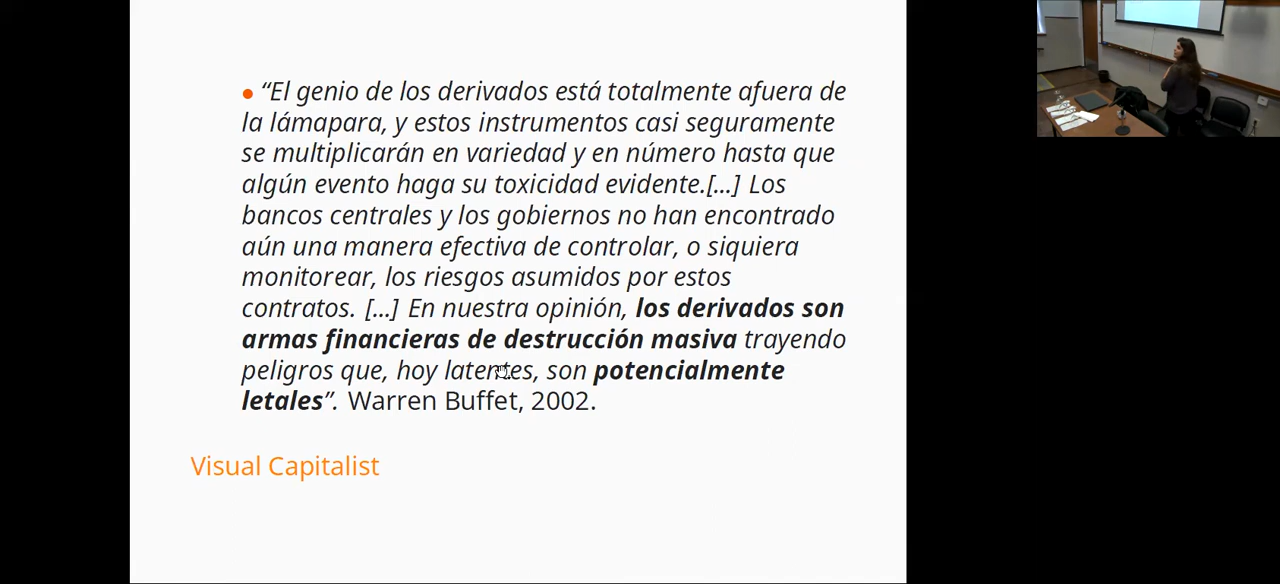 “El genio de los derivados está totalmente afuera de
la lámapara, y estos instrumentos casi seguramente
se multiplicarán en variedad y en número hasta que
algún evento haga su toxicidad evidente.[...] Los
bancos centrales y los gobiernos no han encontrado
aún una manera efectiva de controlar, o siquiera
monitorear, los riesgos asumidos por estos
contratos. [...] En nuestra opinión, los derivados son
armas financieras de destrucción masiva trayendo
peligros que, hoy latentes, son potencialmente
letales”. Warren Buffet, 2002.
Visual Capitalist